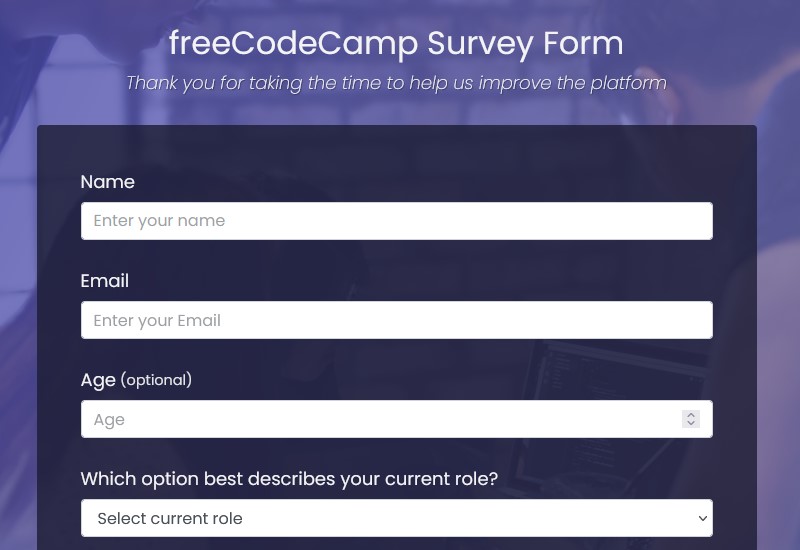 freeCodeCamp Survey Form
Thank you for taking the time to help us improve the platform
Name
Enter your name
Email
Enter your Email
Age (optional)
Age
Which option best describes your current role?
Select current role